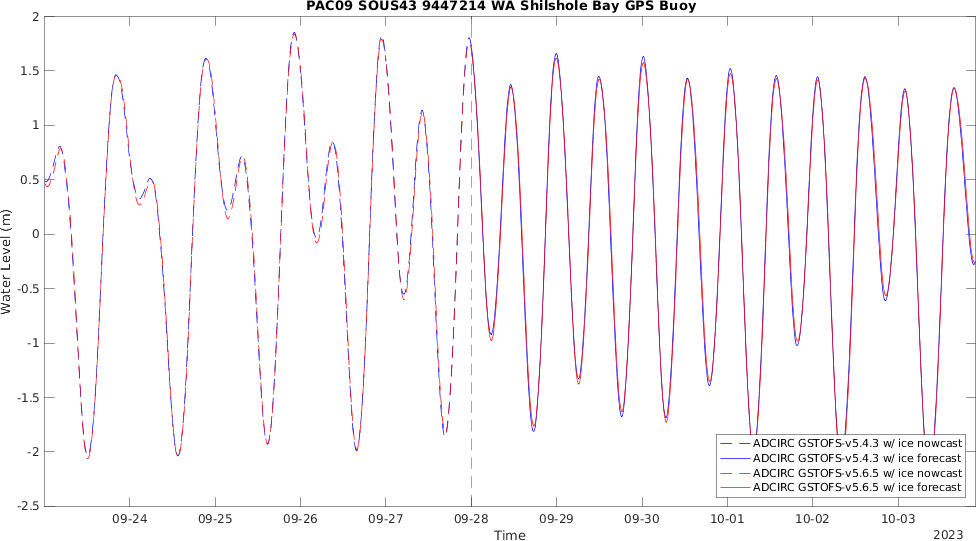 PAC09 SOUS43 9447214 WA Shilshole Bay GPS Buoy
2
1.5
1
0.5
0
-0.5
-1
-1.5
-2
-2.5
Water Level (m)
ADCIRC GSTOFS-v5.4.3 w/ ice nowcast
ADCIRC GSTOFS-v5.4.3 w/ ice forecast
ADCIRC GSTOFS-v5.6.5 w/ ice nowcast
ADCIRC GSTOFS-v5.6.5 w/ ice forecast
09-24 09-25 09-26 09-27 09-28 09-29 09-30 10-01 10-02 10-03
Time
2023